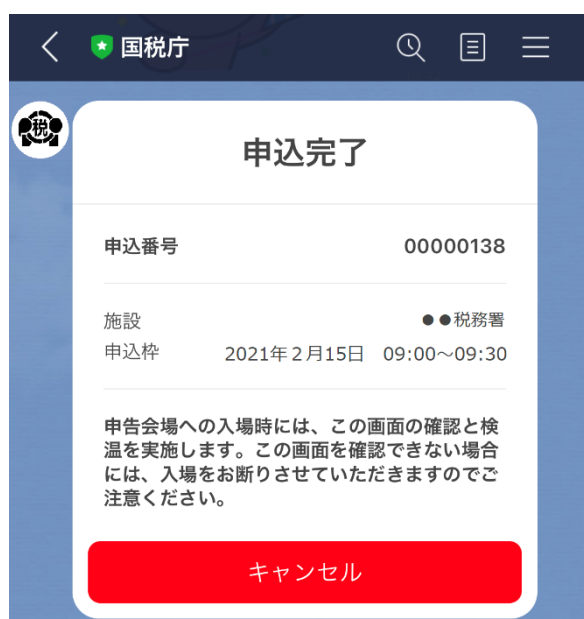 国税庁
税
申込完了
申込番号 00000138
施設 ●●税務署
申込枠 2021年2月15日 09:00〜09:30
申告会場への入場時には、この画面の確認と検
温を実施します。この画面を確認できない場合
には、入場をお断りさせていただきますのでご
注意ください。
キャンセル